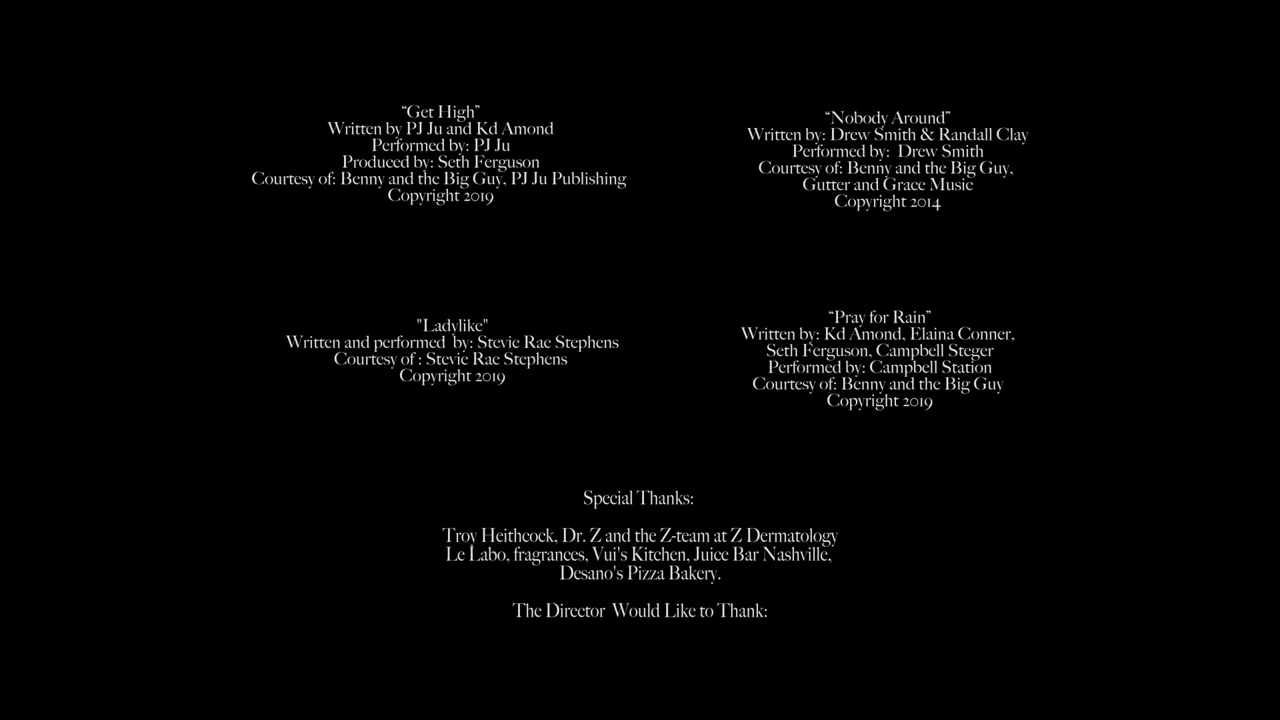 “Get High”
Written by PJ Ju and Kd Amond
Performed by: PJ Ju
Produced by: Seth Ferguson
Courtesy of: Benny and the Big Guy, PJ Ju Publishing
Copyright 2019
“Nobody Around”
Written by: Drew Smith & Randall Clay
Performed by:  Drew Smith
Courtesy of: Benny and the Big Guy,
Gutter and Grace Music
Copyright 2014
"Ladylike"
Written and performed  by: Stevie Rae Stephens
Courtesy of : Stevie Rae Stephens
Copyright 2019
“Pray for Rain”
Written by: Kd Amond, Elaina Conner,
Seth Ferguson, Campbell Steger
Performed by: Campbell Station
Courtesy of: Benny and the Big Guy
Copyright 2019
Special Thanks:
Troy Heithcock, Dr. Z and the Z-team at Z Dermatology
Le Labo, fragrances, Vui's Kitchen, Juice Bar Nashville,
Desano's Pizza Bakery.
The Director  Would Like to Thank: